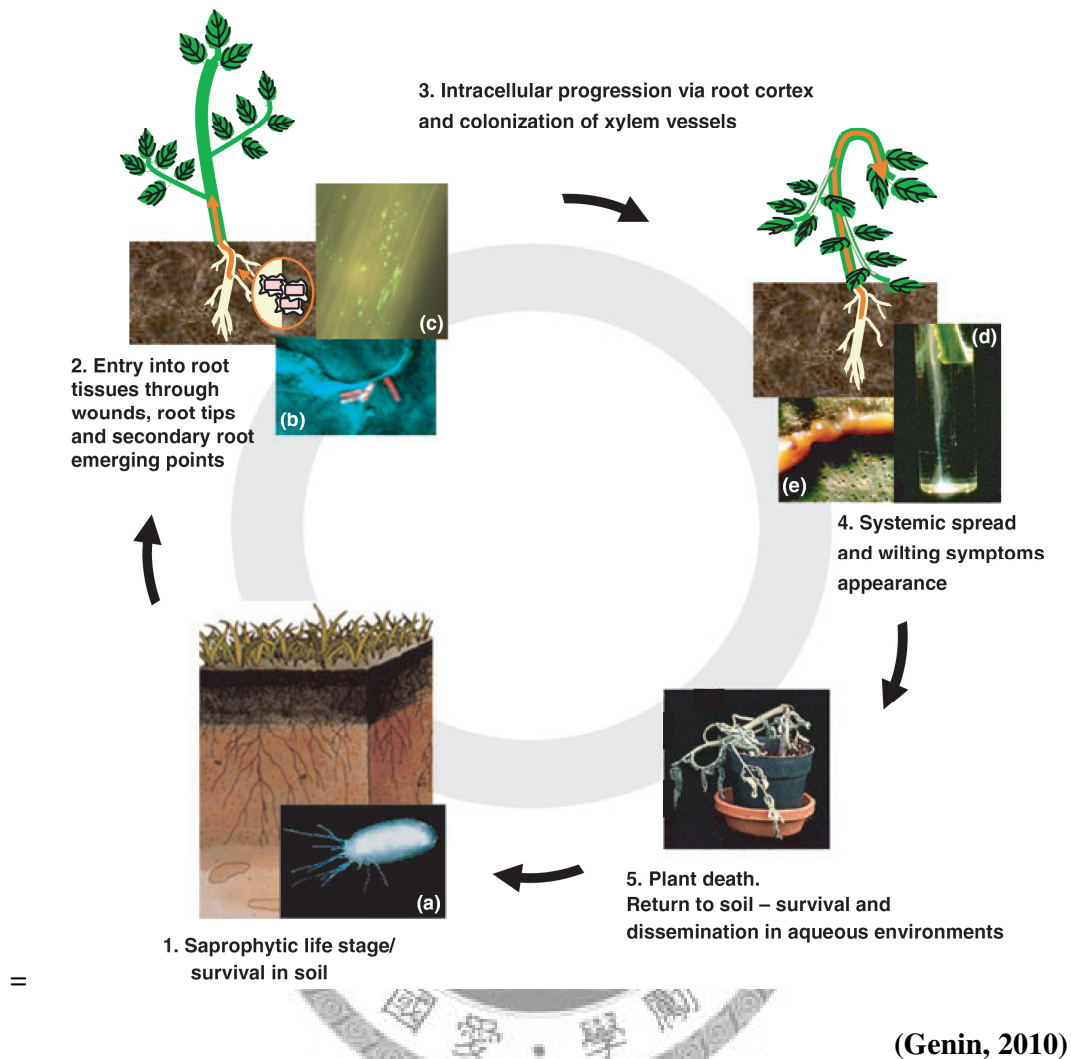 3. Intracellular progression via root cortex
and colonization of xylem vessels
(c)
(b)
2. Entry into root
tissues through
wounds, root tips
and secondary root
emerging points
(d)
(e)
4. Systemic spread
and wilting symptoms
appearance
(a)
1. Saprophytic life stage/
survival in soil
5. Plant death.
Return to soil – survival and
dissemination in aqueous environments
=
(Genin, 2010)